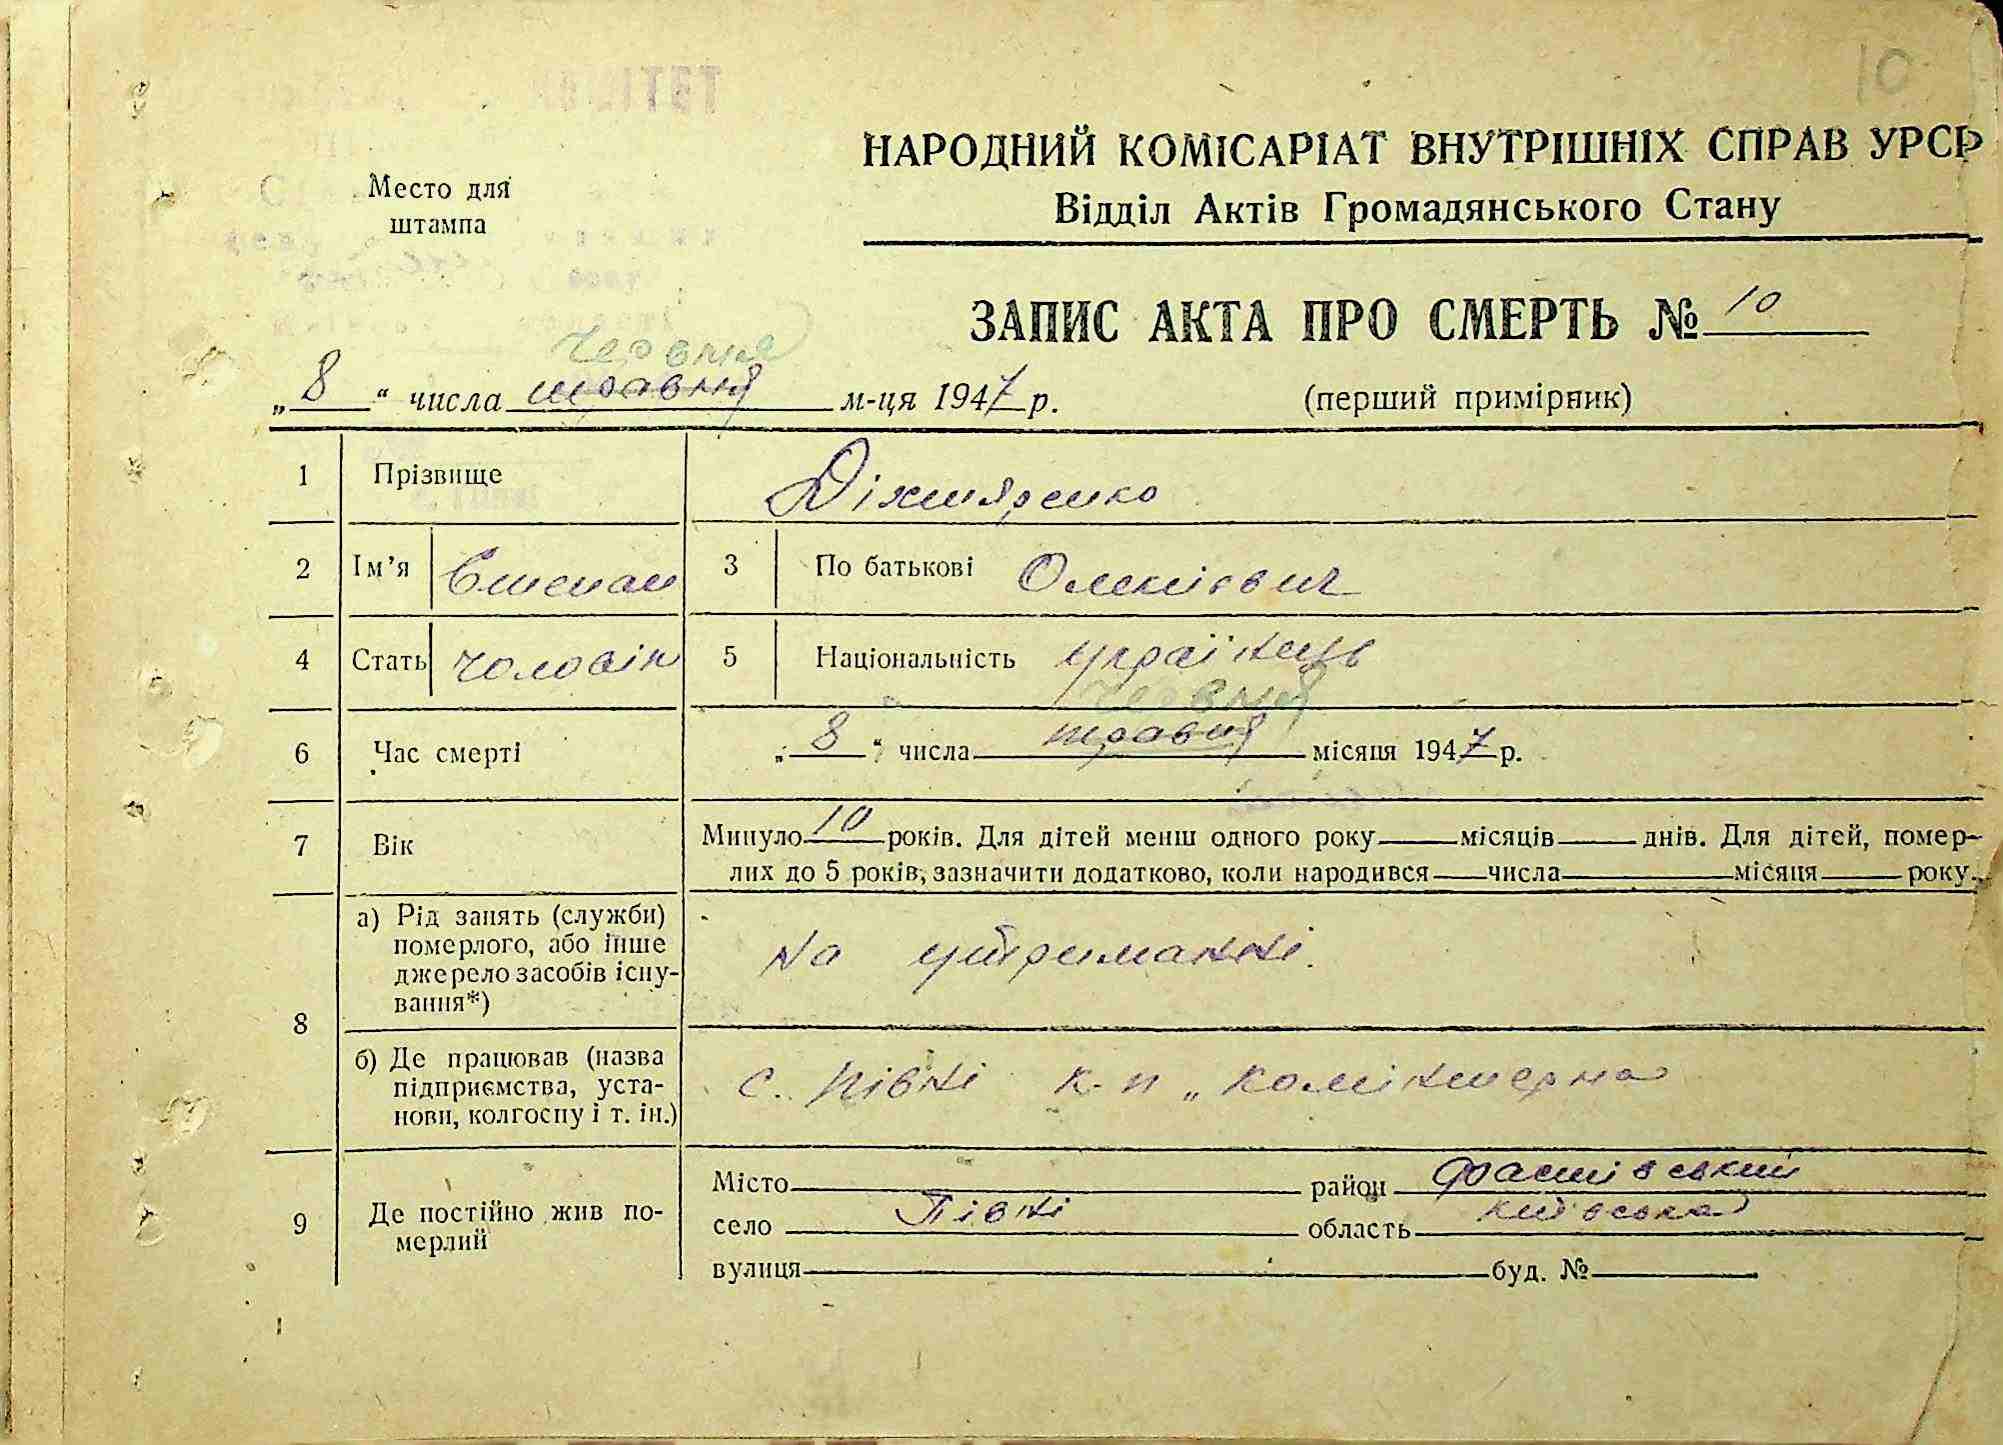 10
НАРОДНИЙ КОМІСАРІАТ ВНУТРІШНІХ СПРАВ УРСР
Відділ Актів Громадянського Стану
Место для
штампа
ЗАПИС АКТА ПРО СМЕРТЬ № 10
червня
„8“ числа травня м-ця 1947 р. (перший примірник)
1 Прізвище Діхтяренко
2 Ім’я Степан 3 По батькові Олексієвич
4 Стать чоловік 5 Національність українець
червня
6 Час смерті „8“ числа травня місяця 1947 р.
7 Вік Минуло 10 років. Для дітей менш одного року місяців днів. Для дітей, помер-
лих до 5 років, зазначити додатково, коли народився числа місяця року.
8 а) Рід занять (служби)
померлого, або інше
джерело засобів існу-
вання*)
На утриманні.
б) Де працював (назва
підприємства, уста-
нови, колгоспу і т. ін.)
с. Півні к-п „Комінтерна
9 Де постійно жив по-
мерлий
Місто район Фастівський
село Півні область Київська
вулиця буд. №